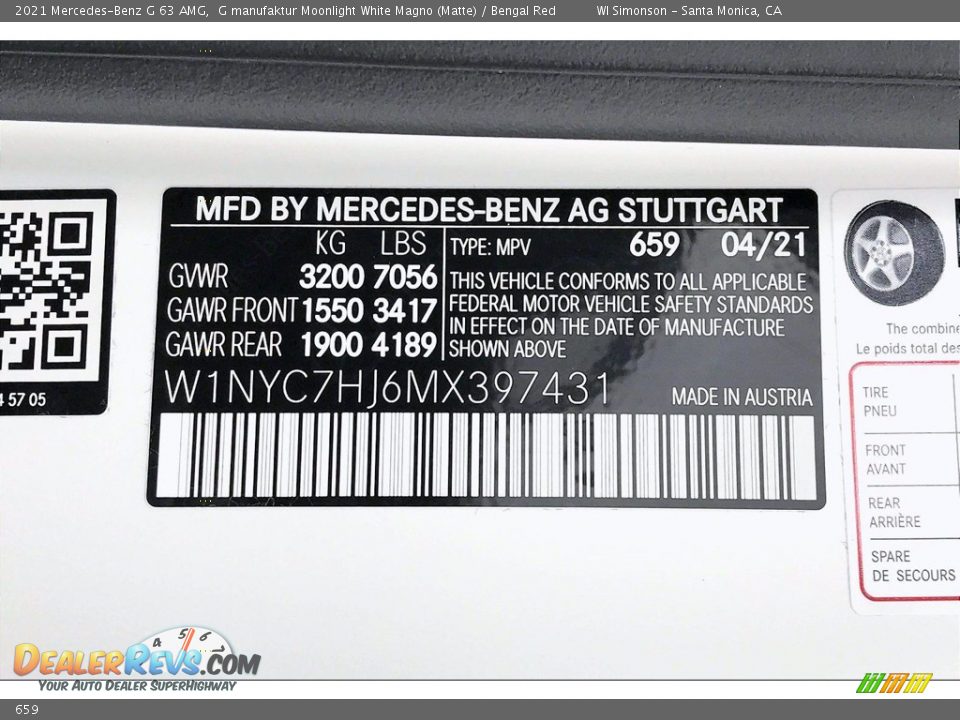 2021 Mercedes-Benz G 63 AMG, G manufaktur Moonlight White Magno (Matte) / Bengal Red WI Simonson - Santa Monica, CA
MFD BY MERCEDES-BENZ AG STUTTGART
KG LBS
GVWR 3200 7056
GAWR FRONT 1550 3417
GAWR REAR 1900 4189
TYPE: MPV 659 04/21
THIS VEHICLE CONFORMS TO ALL APPLICABLE
FEDERAL MOTOR VEHICLE SAFETY STANDARDS
IN EFFECT ON THE DATE OF MANUFACTURE
SHOWN ABOVE
W1NYC7HJ6MX397431 MADE IN AUSTRIA
5705
The combine
Le poids total des
TIRE
PNEU
FRONT
AVANT
REAR
ARRIÈRE
SPARE
DE SECOURS
4 5 6
DEALERREVS.COM
YOUR AUTO DEALER SUPERHIGHWAY
659